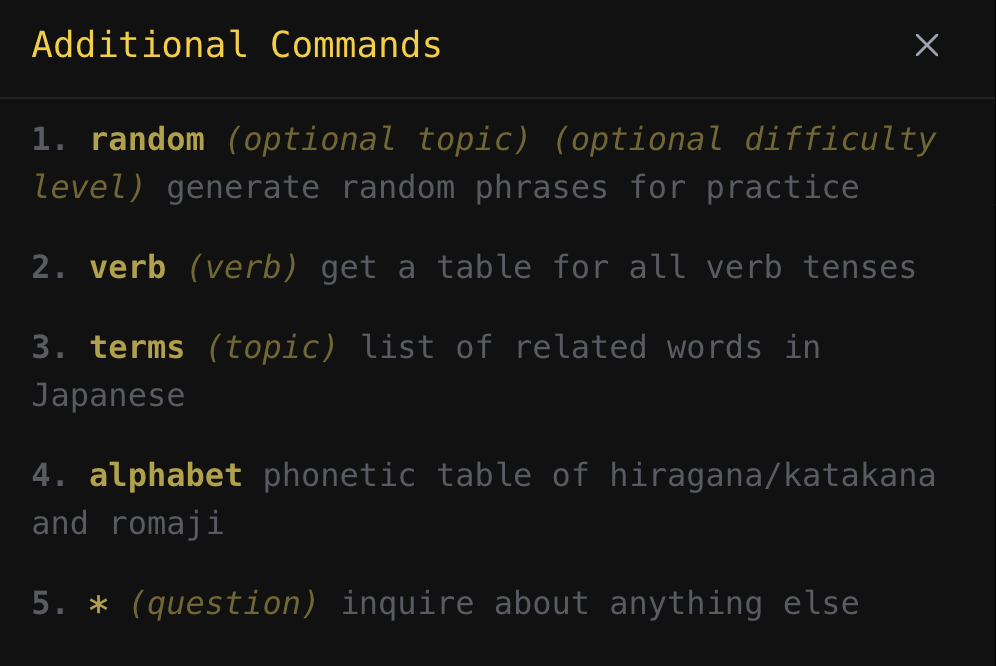 Additional Commands
1. random (optional topic) (optional difficulty
level) generate random phrases for practice
2. verb (verb) get a table for all verb tenses
3. terms (topic) list of related words in
Japanese
4. alphabet phonetic table of hiragana/katakana
and romaji
5. * (question) inquire about anything else